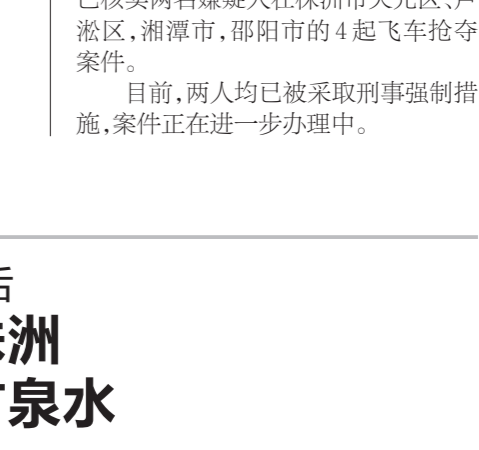 已核实两名嫌疑人在株洲市天元区、芦
淞区,湘潭市,邵阳市的4起飞车抢夺
案件。
目前,两人均已被采取刑事强制措
施,案件正在进一步办理中。
后
洲
泉水